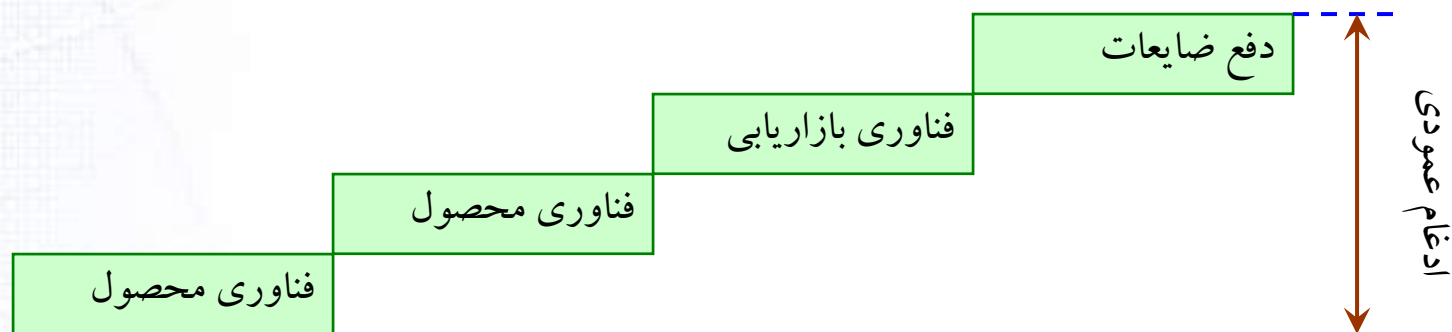 دفع ضایعات
فناوری بازاریابی
فناوری محصول
فناوری محصول
ادغام عمودی